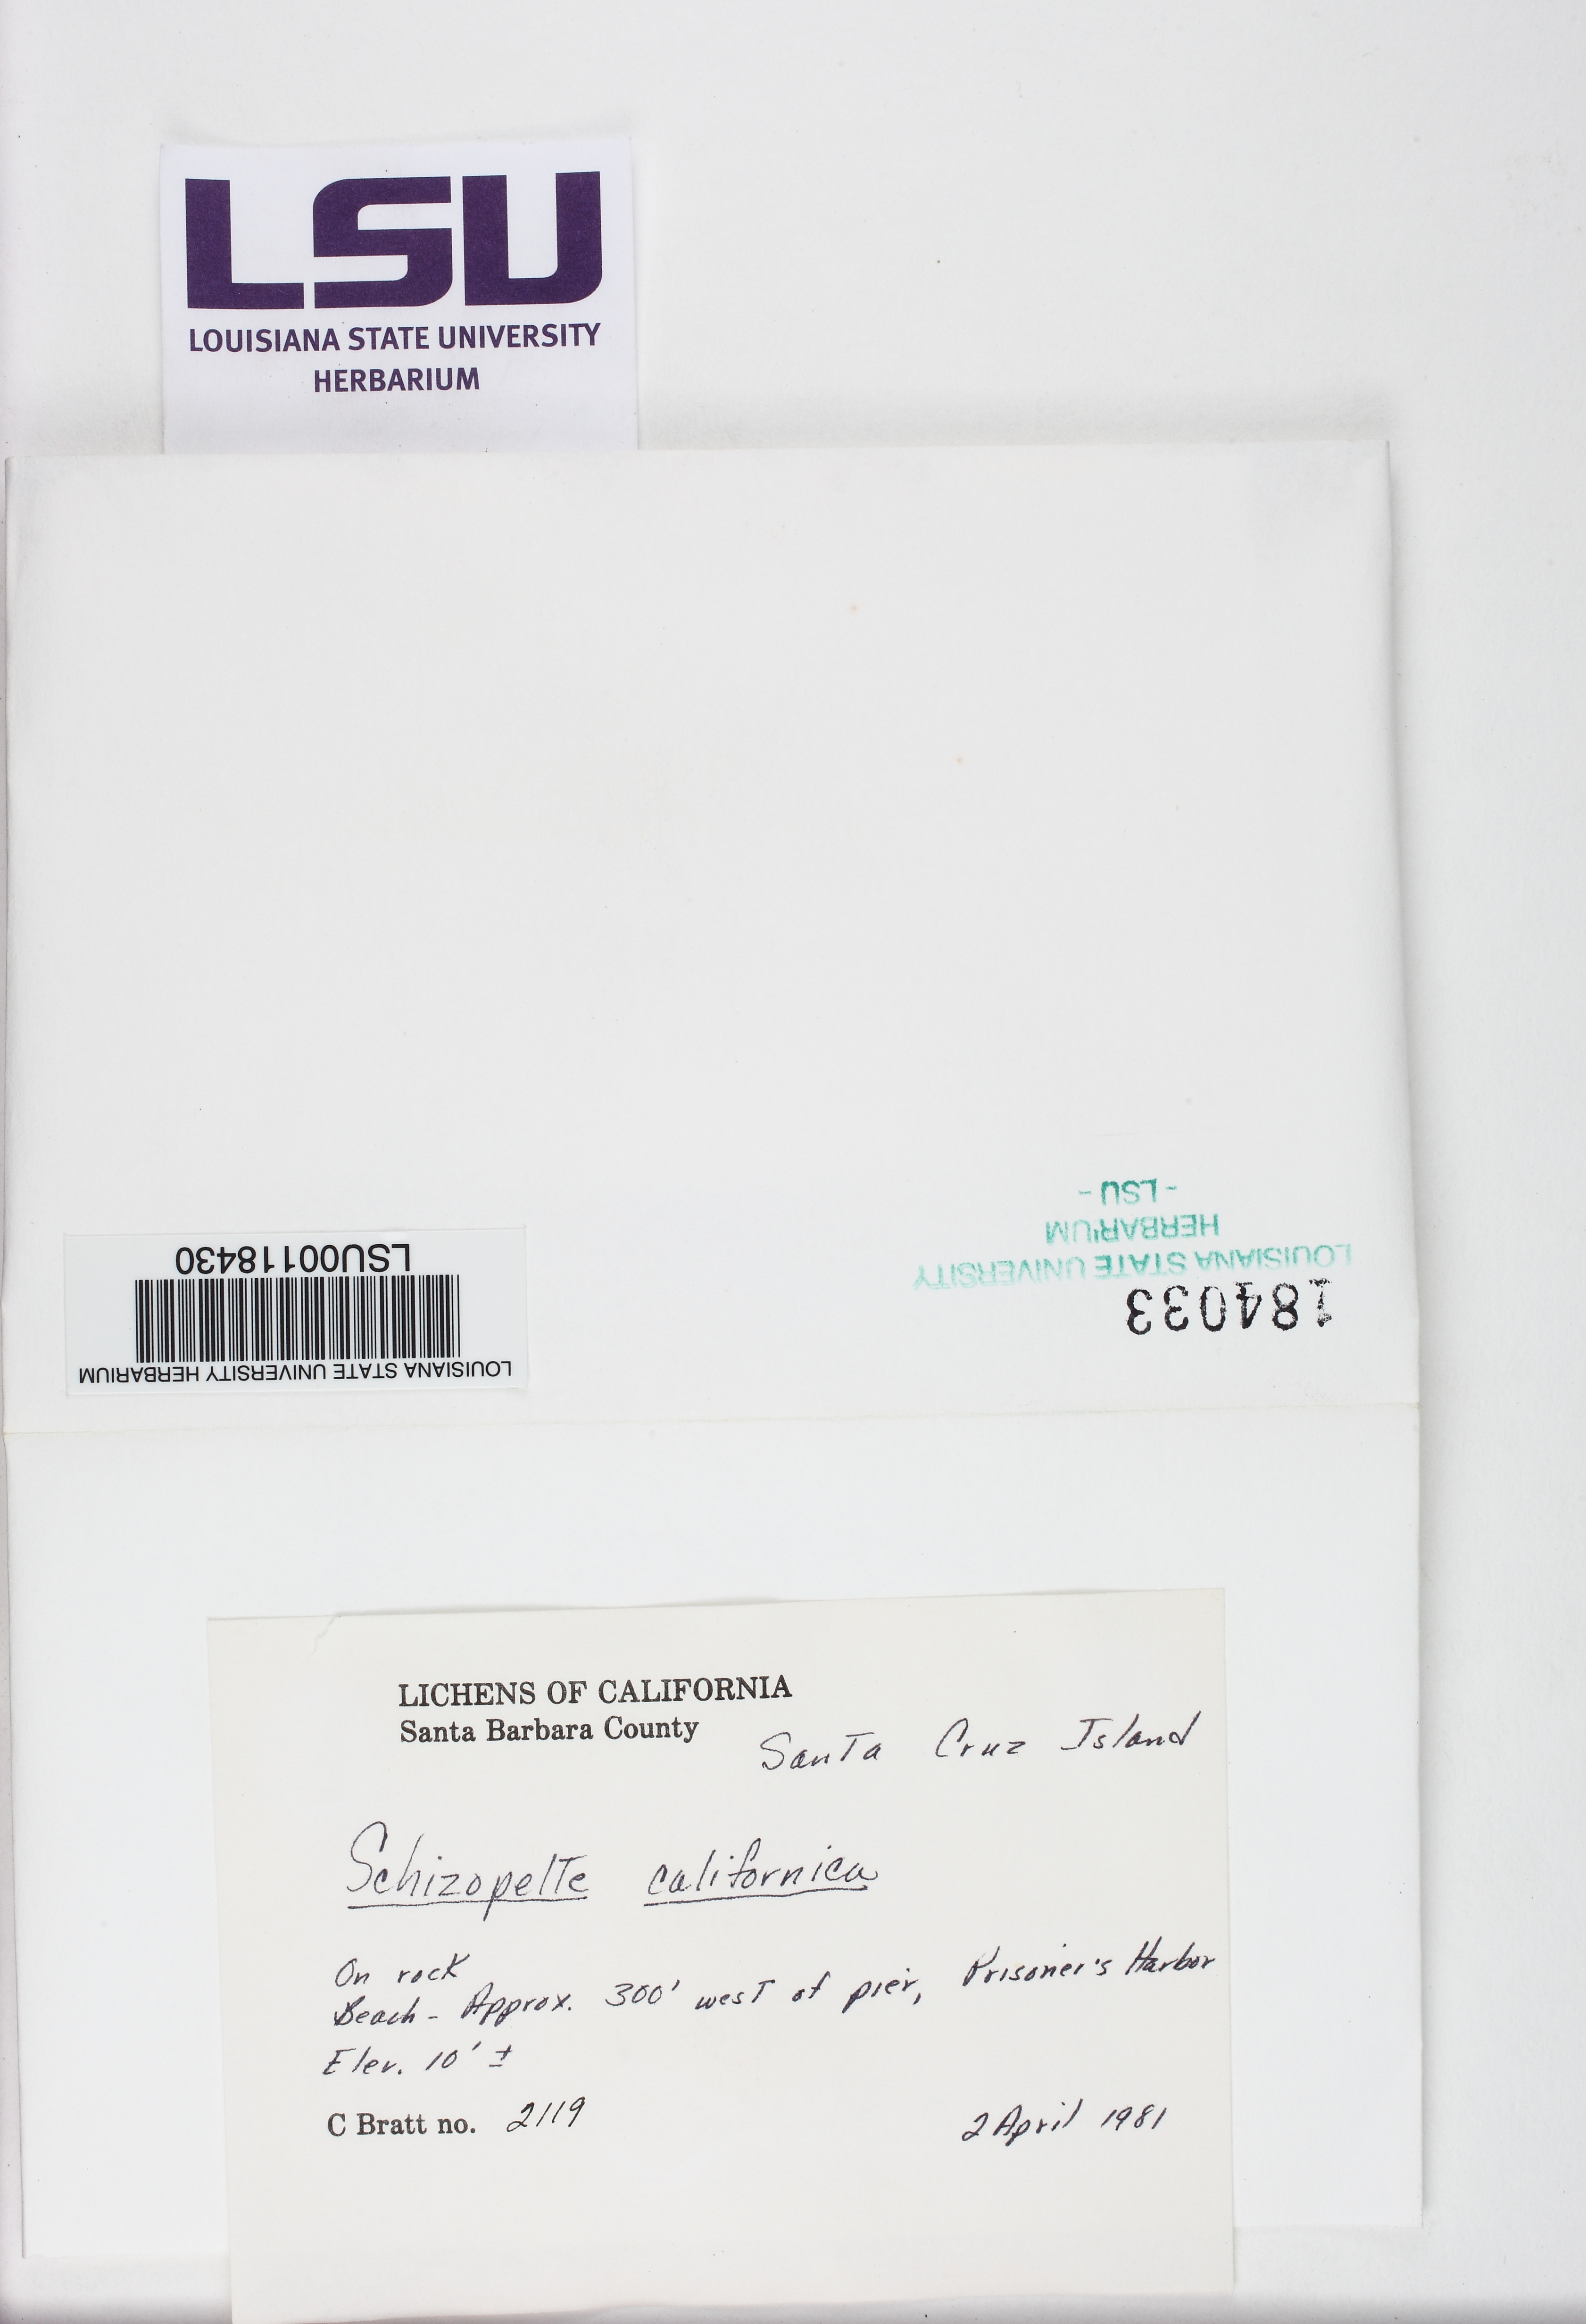 LSU
LOUISIANA STATE UNIVERSITY
HERBARIUM
- LSU -
HERBARIUM
LOUISIANA STATE UNIVERSITY
184033
LSU00118430
LOUISIANA STATE UNIVERSITY HERBARIUM
LICHENS OF CALIFORNIA
Santa Barbara County Santa Cruz Island
Schizopelte californica
On rock
Beach - Approx. 300' west of pier, Prisoner's Harbor
Elev. 10' ±
C Bratt no. 2119 2 April 1981